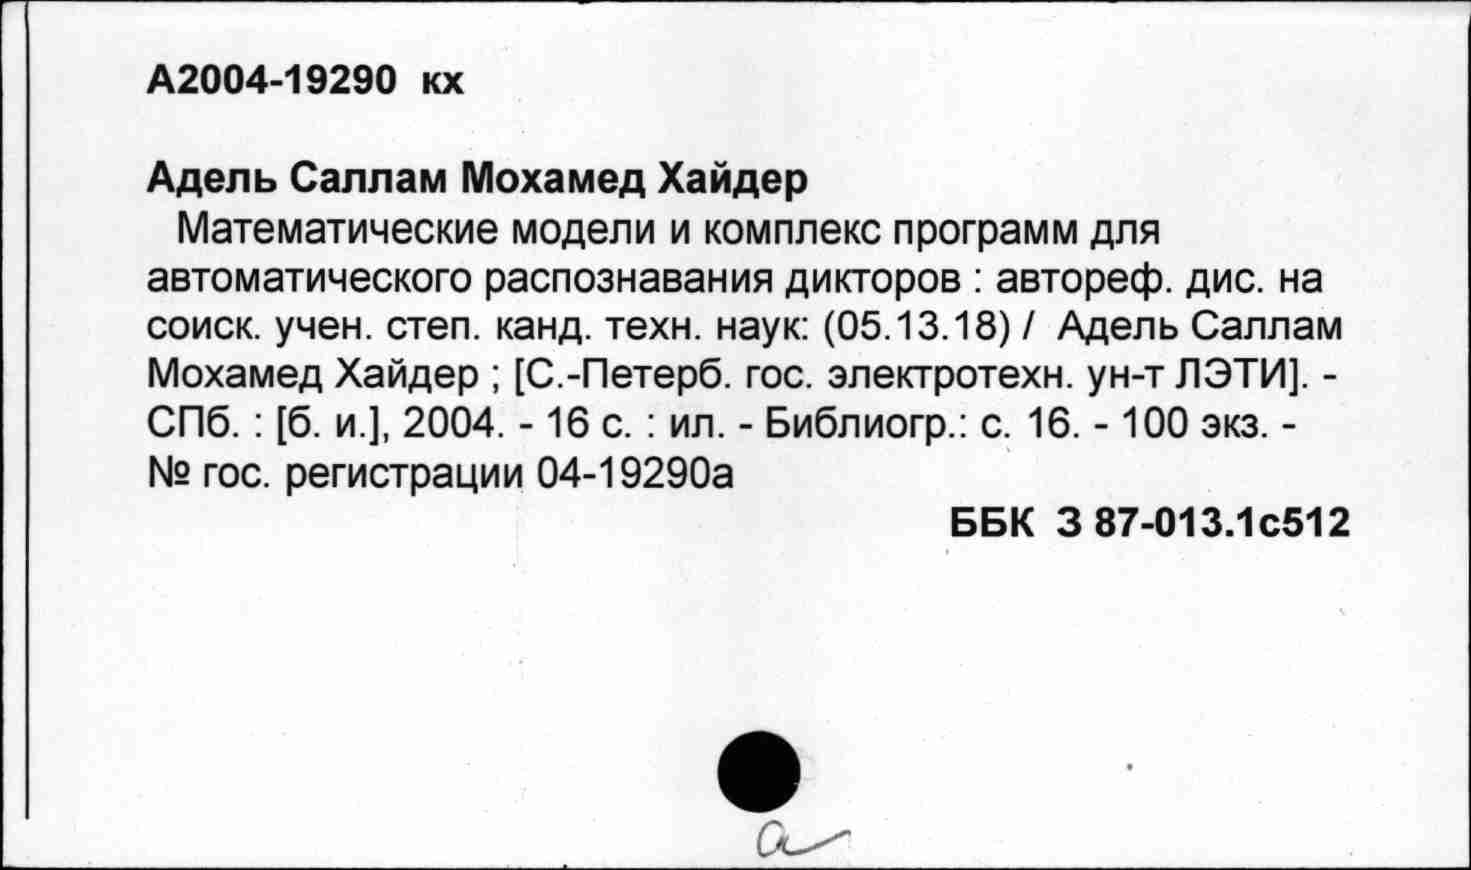 А2004-19290 кх
Адель Саллам Мохамед Хайдер
Математические модели и комплекс программ для
автоматического распознавания дикторов : автореф. дис. на
соиск. учен. степ. канд. техн. наук: (05.13.18) / Адель Саллам
Мохамед Хайдер ; [С.-Петерб. гос. электротехн. ун-т ЛЭТИ]. -
СПб. : [б. и.], 2004. - 16 с. : ил. - Библиогр.: с. 16. - 100 экз. -
№ гос. регистрации 04-19290а
ББК З 87-013.1с512
а